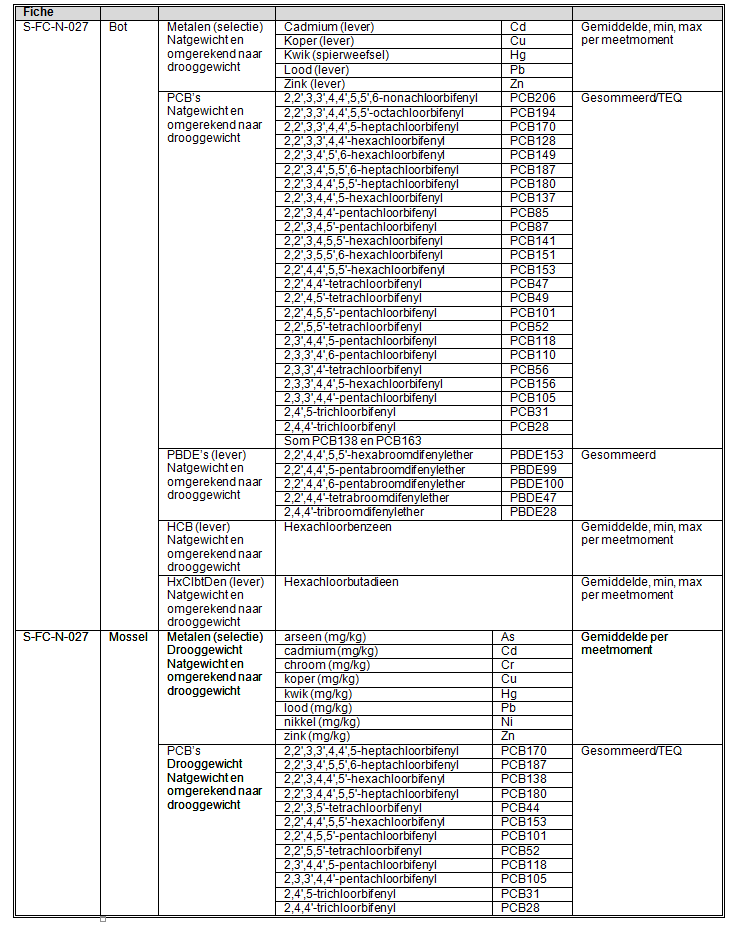 Fiche
S-FC-N-027 Bot Metalen (selectie) Cadmium (lever) Cd Gemiddelde, min, max
Natgewicht en Koper (lever) Cu per meetmoment
omgerekend naar Kwik (spierweefsel) Hg
drooggewicht Lood (lever) Pb
Zink (lever) Zn
PCB's 2,2',3,3',4,4',5,5',6-nonachloorbifenyl PCB206 Gesommeerd/TEQ
Natgewicht en 2,2',3,3',4,4',5,5'-octachloorbifenyl PCB194
omgerekend naar 2,2',3,3',4,4',5-heptachloorbifenyl PCB170
drooggewicht 2,2',3,3',4,4'-hexachloorbifenyl PCB128
2,2',3,4',5',6-hexachloorbifenyl PCB149
2,2',3,4',5,5',6-heptachloorbifenyl PCB187
2,2',3,4,4',5,5'-heptachloorbifenyl PCB180
2,2',3,4,4',5-hexachloorbifenyl PCB137
2,2',3,4,4'-pentachloorbifenyl PCB85
2,2',3,4,5'-pentachloorbifenyl PCB87
2,2',3,4,5,5'-hexachloorbifenyl PCB141
2,2',3,5,5',6-hexachloorbifenyl PCB151
2,2',4,4',5,5'-hexachloorbifenyl PCB153
2,2',4,4'-tetrachloorbifenyl PCB47
2,2',4,5'-tetrachloorbifenyl PCB49
2,2',4,5,5'-pentachloorbifenyl PCB101
2,2',5,5'-tetrachloorbifenyl PCB52
2,3',4,4',5-pentachloorbifenyl PCB118
2,3,3',4',6-pentachloorbifenyl PCB110
2,3,3',4'-tetrachloorbifenyl PCB56
2,3,3',4,4',5-hexachloorbifenyl PCB156
2,3,3',4,4'-pentachloorbifenyl PCB105
2,4',5-trichloorbifenyl PCB31
2,4,4'-trichloorbifenyl PCB28
Som PCB138 en PCB163
PBDE's (lever) 2,2',4,4',5,5'-hexabroomdifenylether PBDE153 Gesommeerd
Natgewicht en 2,2',4,4',5-pentabroomdifenylether PBDE99
omgerekend naar 2,2',4,4',6-pentabroomdifenylether PBDE100
drooggewicht 2,2',4,4'-tetrabroomdifenylether PBDE47
2,4,4'-tribroomdifenylether PBDE28
HCB (lever) Hexachloorbenzeen Gemiddelde, min, max
Natgewicht en per meetmoment
omgerekend naar
drooggewicht
HxClbtDen (lever) Hexachloorbutadieen Gemiddelde, min, max
Natgewicht en per meetmoment
omgerekend naar
drooggewicht
S-FC-N-027 Mossel Metalen (selectie) arseen (mg/kg) As Gemiddelde per
Drooggewicht cadmium (mg/kg) Cd meetmoment
Natgewicht en chroom (mg/kg) Cr
omgerekend naar koper (mg/kg) Cu
drooggewicht kwik (mg/kg) Hg
lood (mg/kg) Pb
nikkel (mg/kg) Ni
zink (mg/kg) Zn
PCB's 2,2',3,3',4,4',5-heptachloorbifenyl PCB170 Gesommeerd/TEQ
Drooggewicht 2,2',3,4',5,5',6-heptachloorbifenyl PCB187
Natgewicht en 2,2',3,4,4',5'-hexachloorbifenyl PCB138
omgerekend naar 2,2',3,4,4',5,5'-heptachloorbifenyl PCB180
drooggewicht 2,2',3,5'-tetrachloorbifenyl PCB44
2,2',4,4',5,5'-hexachloorbifenyl PCB153
2,2',4,5,5'-pentachloorbifenyl PCB101
2,2',5,5'-tetrachloorbifenyl PCB52
2,3',4,4',5-pentachloorbifenyl PCB118
2,3,3',4,4'-pentachloorbifenyl PCB105
2,4',5-trichloorbifenyl PCB31
2,4,4'-trichloorbifenyl PCB28